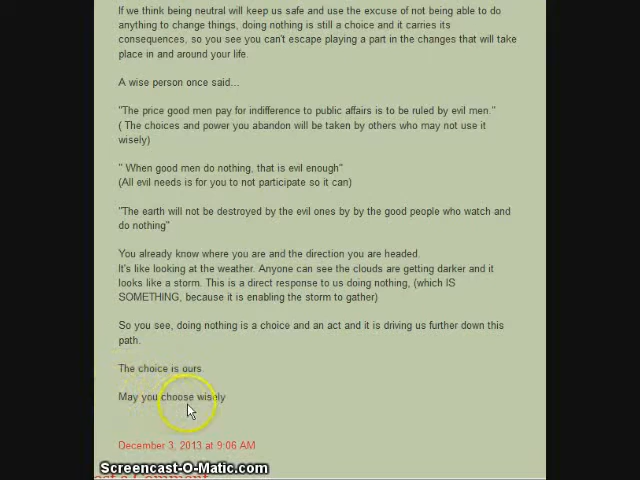 If we think being neutral will keep us safe and use the excuse of not being able to do
anything to change things, doing nothing is still a choice and it carries its
consequences, so you see you can't escape playing a part in the changes that will take
place in and around your life.
A wise person once said...
"The price good men pay for indifference to public affairs is to be ruled by evil men."
( The choices and power you abandon will be taken by others who may not use it
wisely)
" When good men do nothing, that is evil enough"
(All evil needs is for you to not participate so it can)
"The earth will not be destroyed by the evil ones by by the good people who watch and
do nothing"
You already know where you are and the direction you are headed.
It's like looking at the weather. Anyone can see the clouds are getting darker and it
looks like a storm. This is a direct response to us doing nothing, (which IS
SOMETHING, because it is enabling the storm to gather)
So you see, doing nothing is a choice and an act and it is driving us further down this
path.
The choice is ours
May you choose wisely
December 3, 2013 at 9:06 AM
Screencast-O-Matic.com